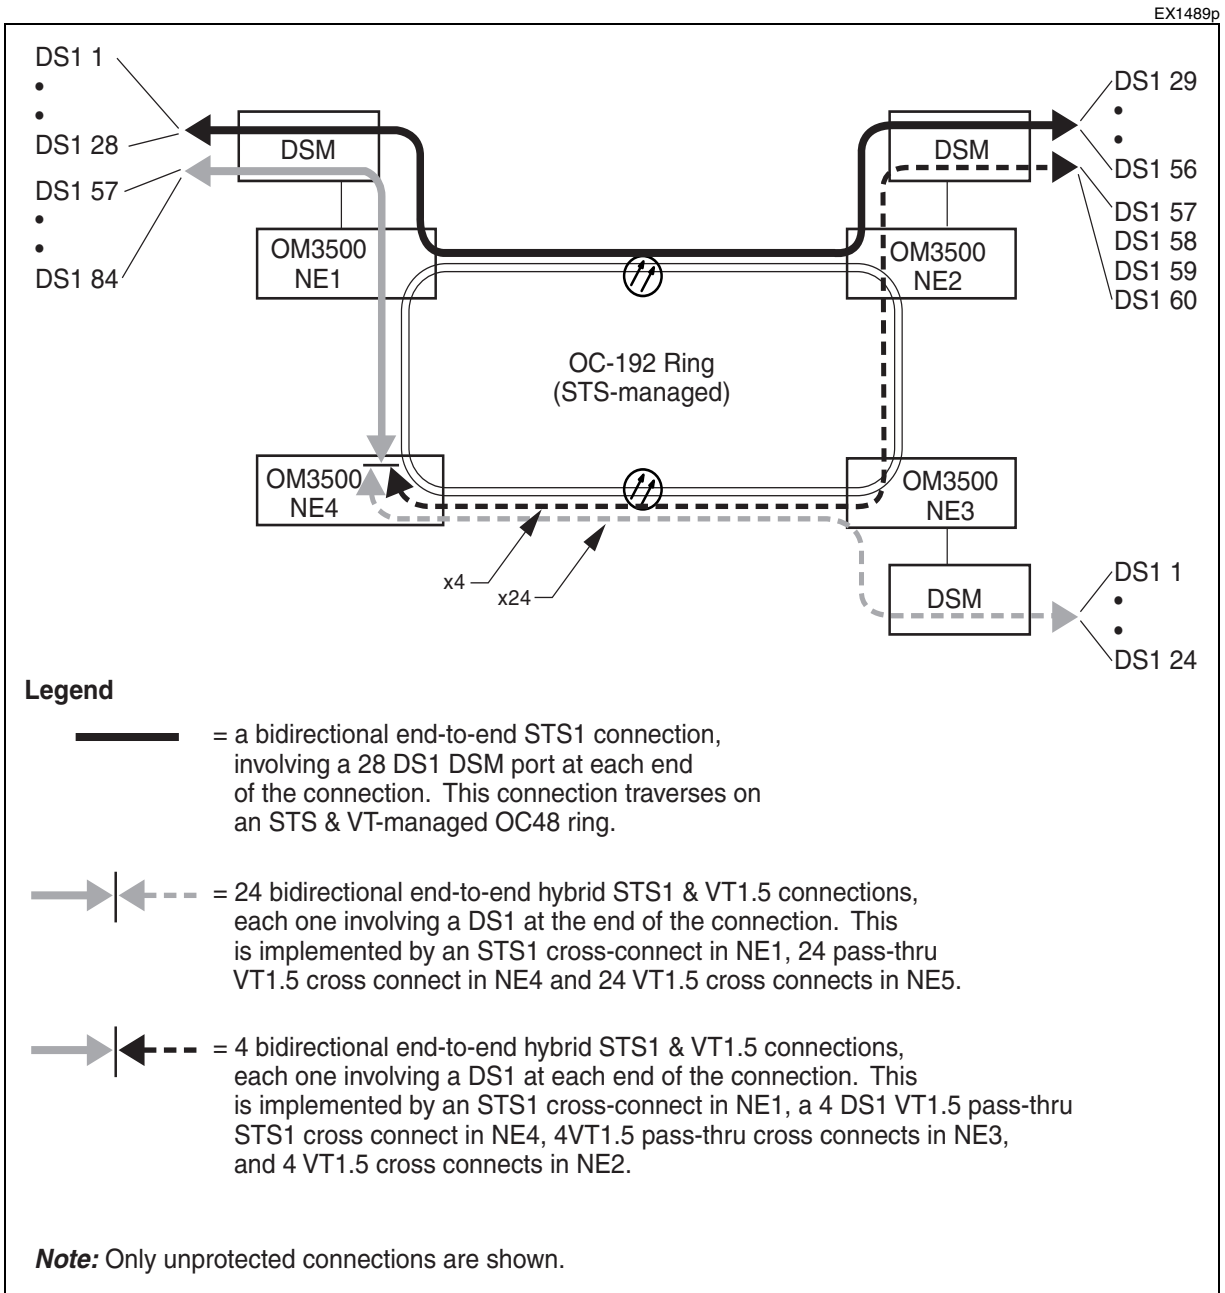 EX1489p
DS1 1
•
•
DS1 28
DS1 57
•
•
DS1 84
DSM
OM3500
NE1
DSM
OM3500
NE2
DS1 29
•
•
DS1 56
DS1 57
DS1 58
DS1 59
DS1 60
OC-192 Ring
(STS-managed)
OM3500
NE4
OM3500
NE3
x4
x24
DSM
DS1 1
•
•
DS1 24
Legend
= a bidirectional end-to-end STS1 connection,
involving a 28 DS1 DSM port at each end
of the connection. This connection traverses on
an STS & VT-managed OC48 ring.
= 24 bidirectional end-to-end hybrid STS1 & VT1.5 connections,
each one involving a DS1 at the end of the connection. This
is implemented by an STS1 cross-connect in NE1, 24 pass-thru
VT1.5 cross connect in NE4 and 24 VT1.5 cross connects in NE5.
= 4 bidirectional end-to-end hybrid STS1 & VT1.5 connections,
each one involving a DS1 at each end of the connection. This
is implemented by an STS1 cross-connect in NE1, a 4 DS1 VT1.5 pass-thru
STS1 cross connect in NE4, 4VT1.5 pass-thru cross connects in NE3,
and 4 VT1.5 cross connects in NE2.
Note: Only unprotected connections are shown.